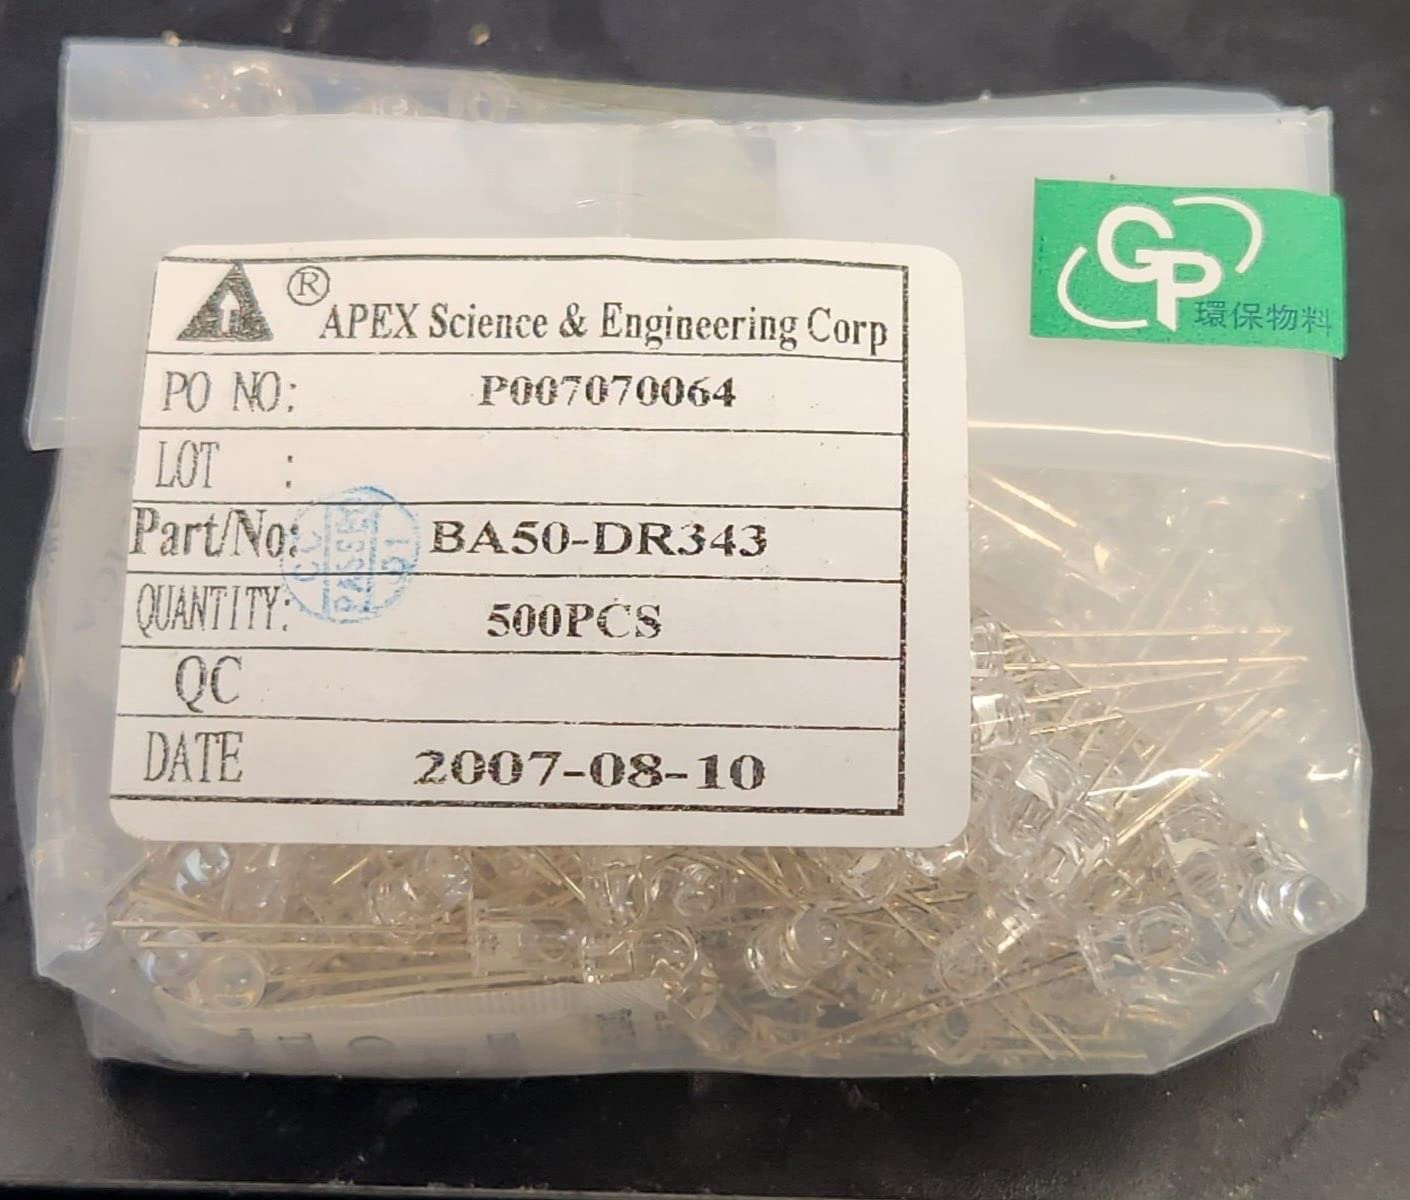 ® APEX Science & Engineering Corp
PO NO: P007070064
LOT :
Part/No: BA50-DR343
QUANTITY: 500PCS
QC
DATE 2007-08-10
PASSED
GP
環保物料